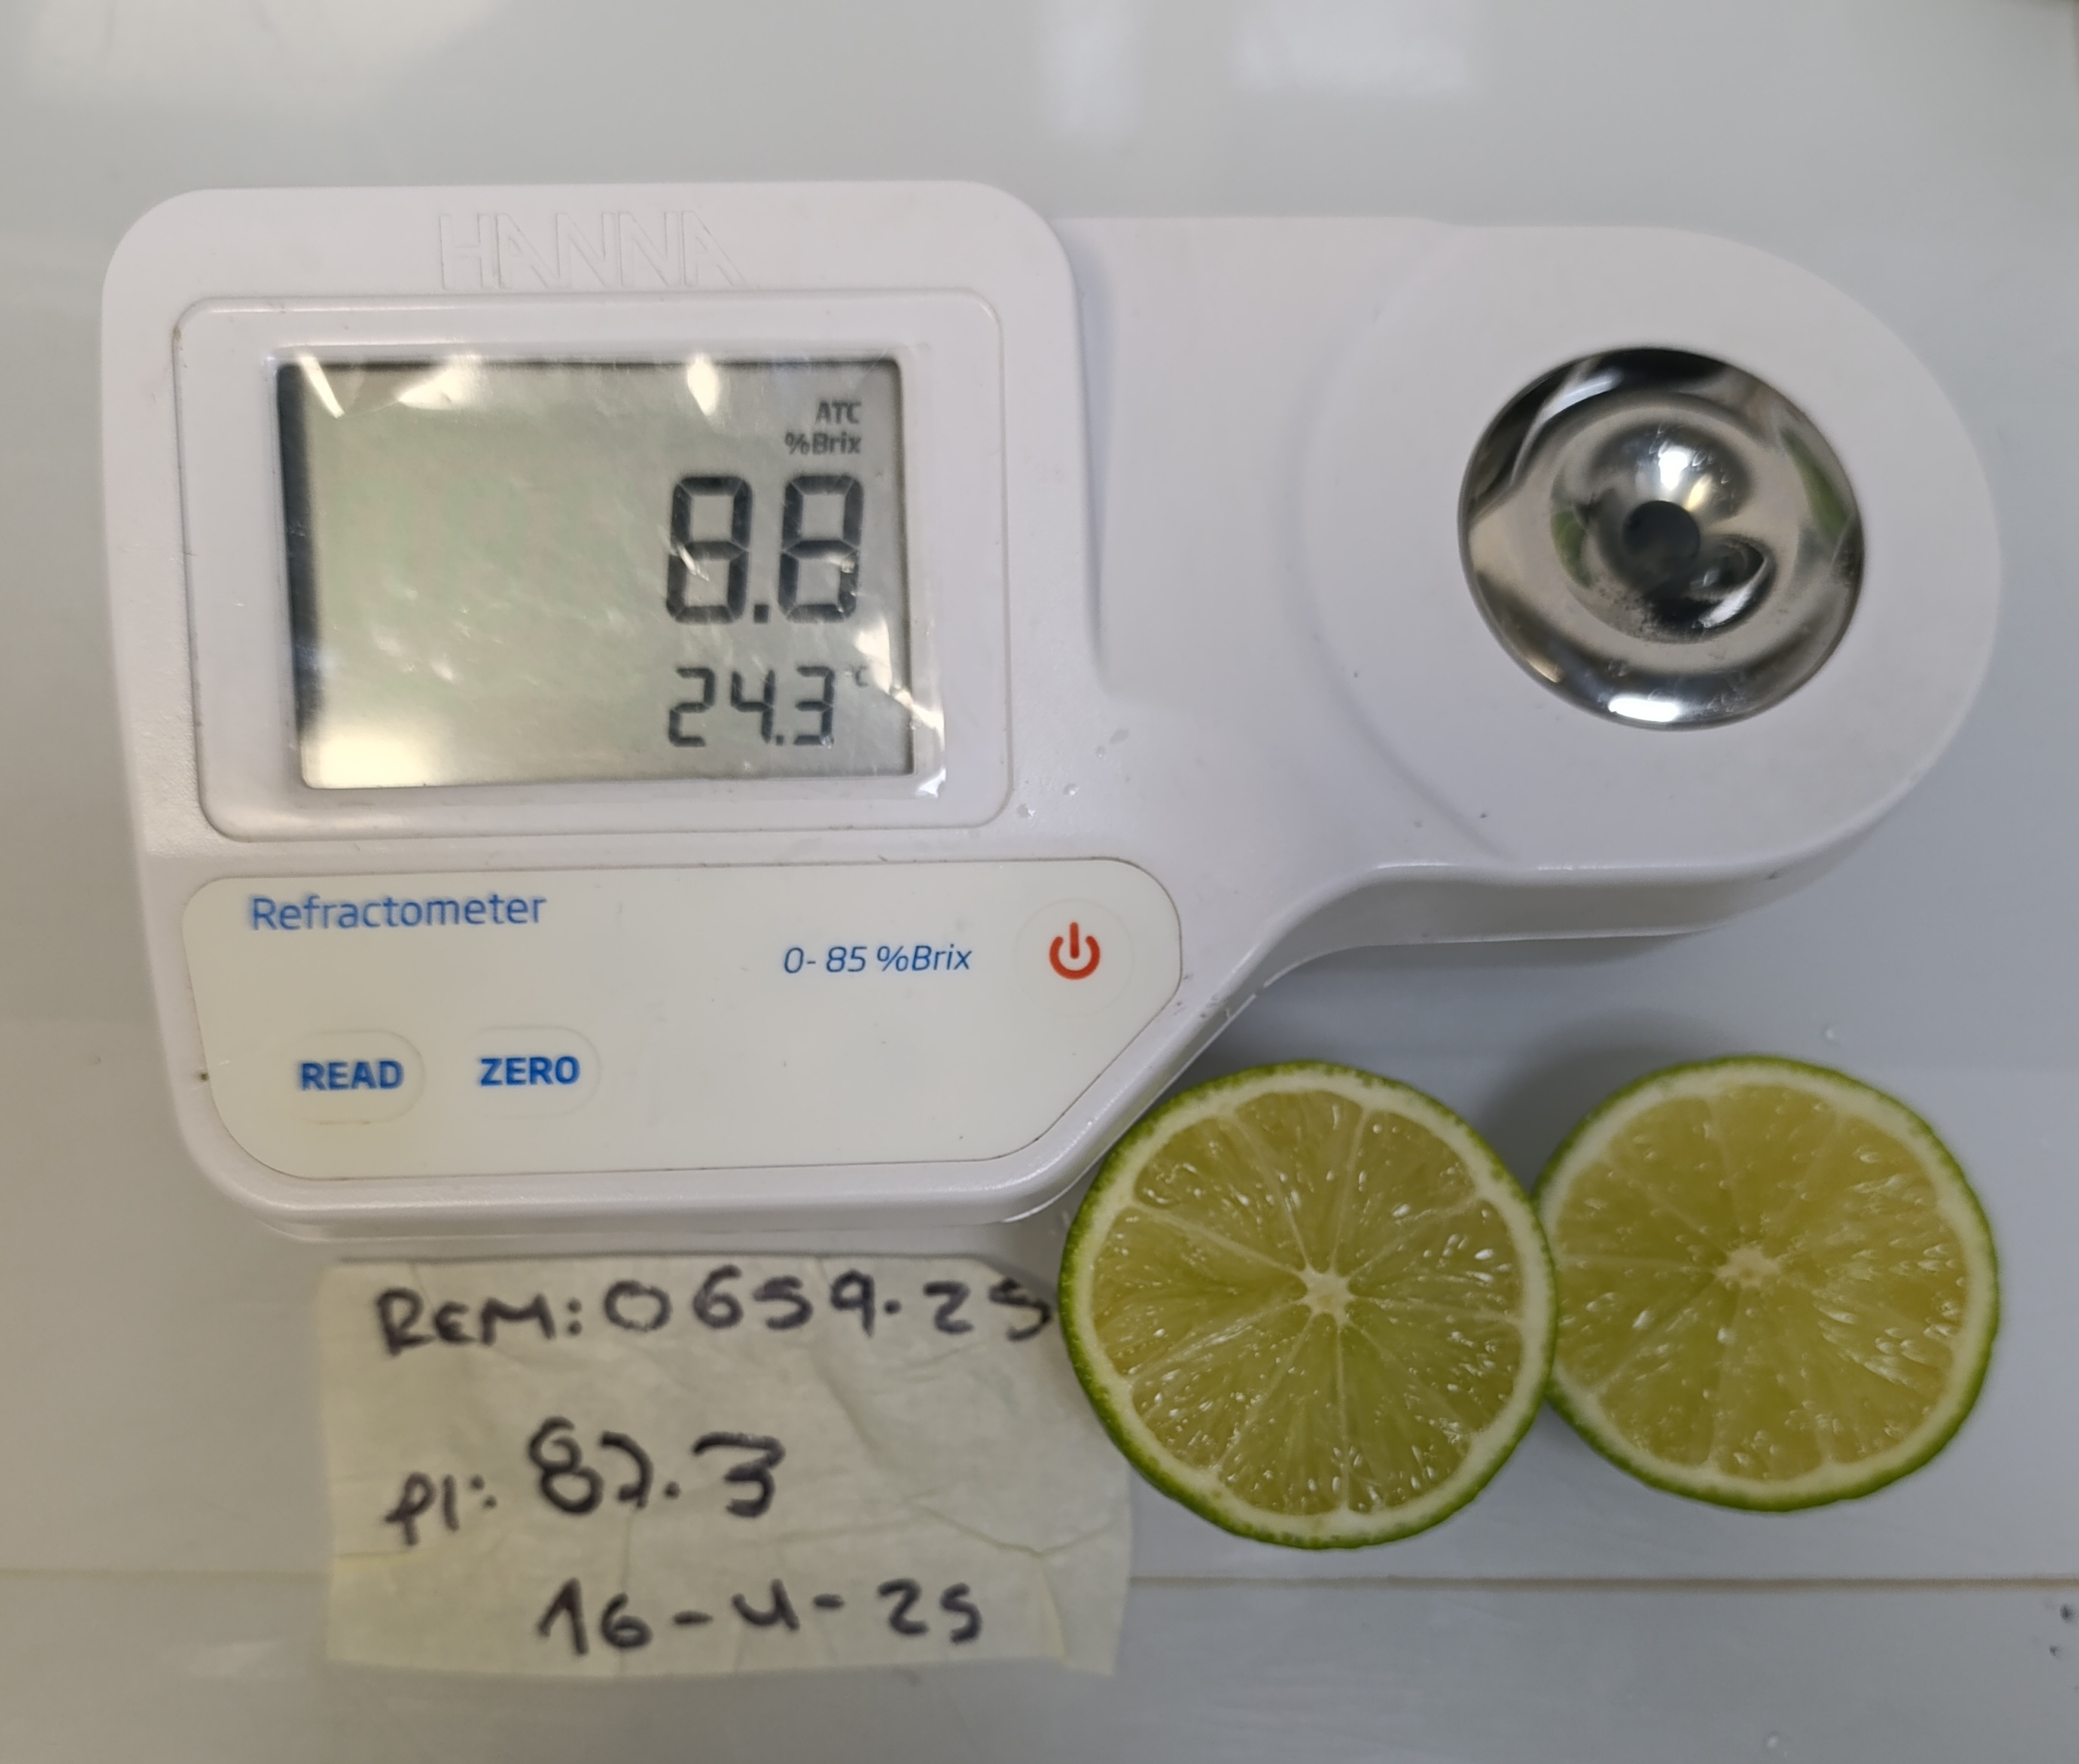 HANNA
ATC
%Brix
8.8
24.3 °C
Refractometer
0-85 %Brix
READ ZERO
REM: 0659.25
PI: 82.3
16-4-25